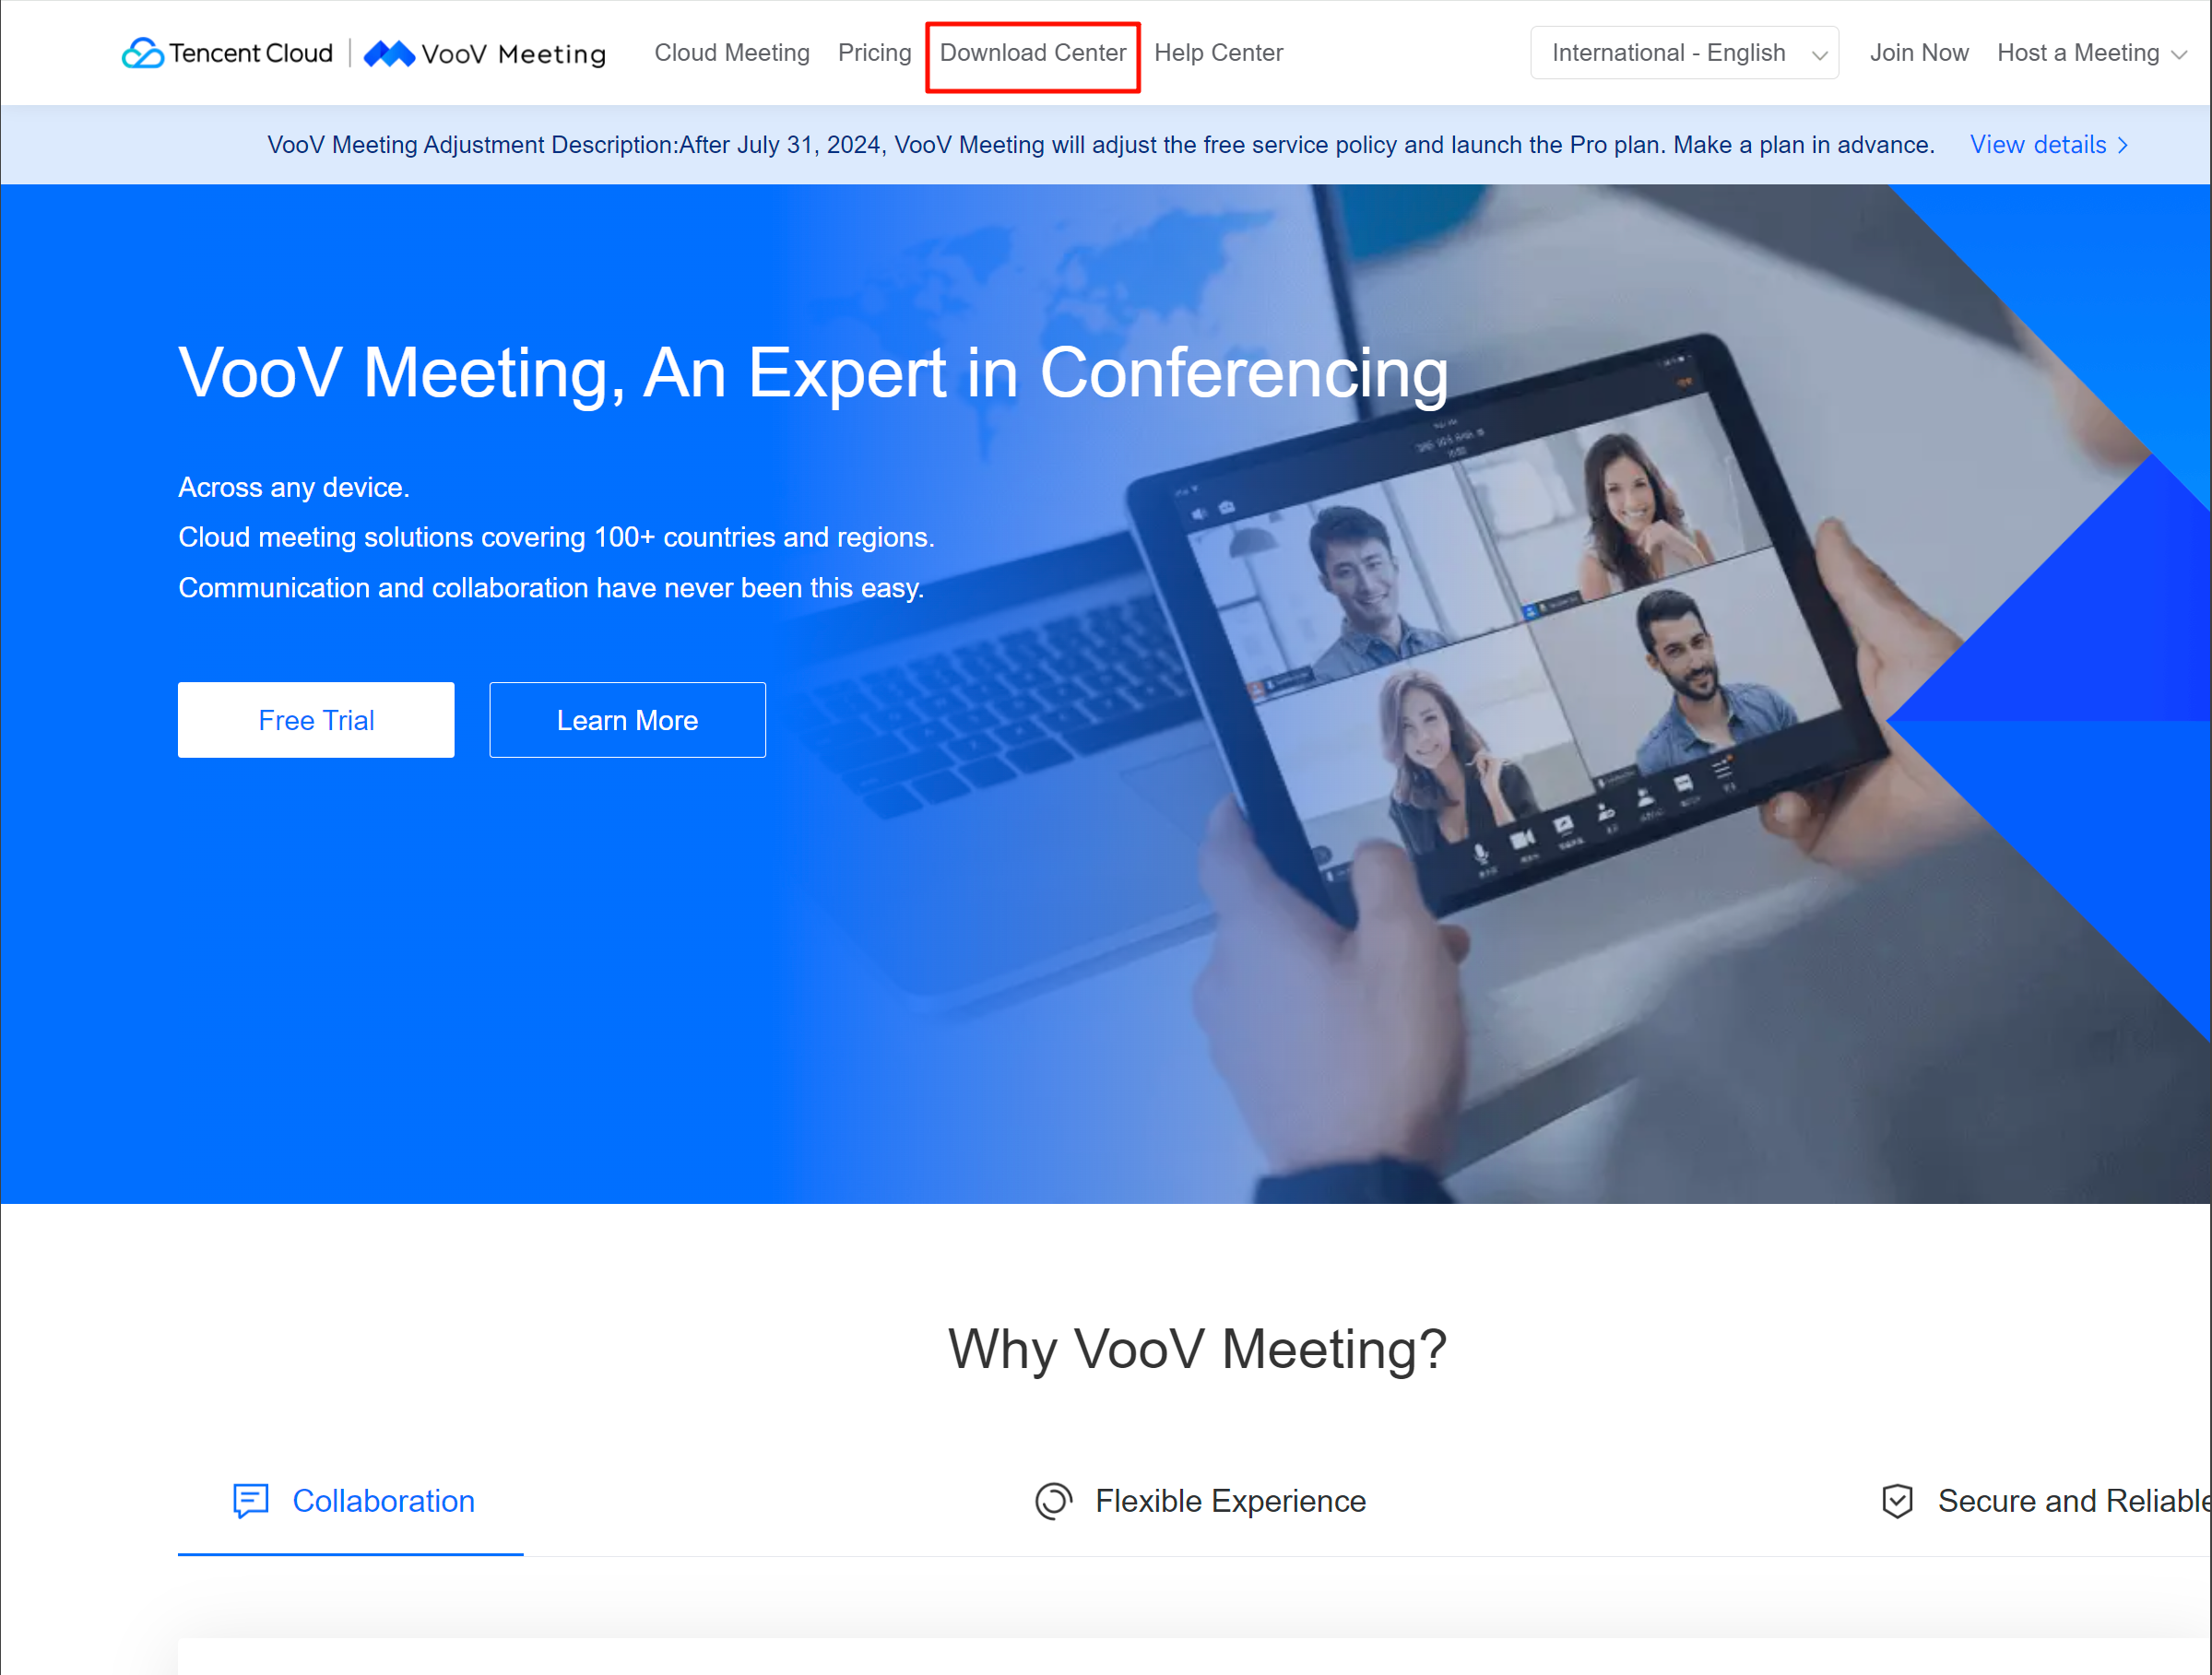 Tencent Cloud VooV Meeting Cloud Meeting Pricing Download Center Help Center International - English Join Now Host a Meeting
VooV Meeting Adjustment Description:After July 31, 2024, VooV Meeting will adjust the free service policy and launch the Pro plan. Make a plan in advance. View details
VooV Meeting, An Expert in Conferencing
Across any device.
Cloud meeting solutions covering 100+ countries and regions.
Communication and collaboration have never been this easy.
Free Trial Learn More
Why VooV Meeting?
Collaboration Flexible Experience Secure and Reliable